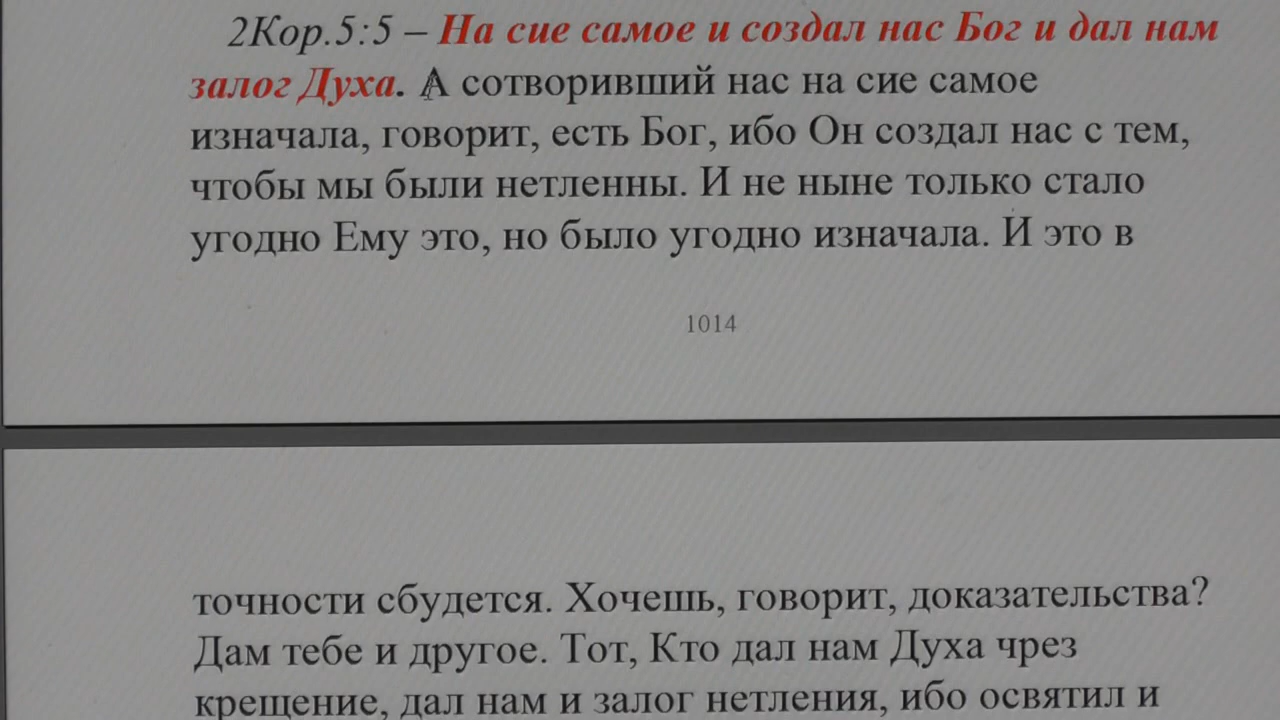 2Кор.5:5 – На сие самое и создал нас Бог и дал нам
залог Духа. А сотворивший нас на сие самое
изначала, говорит, есть Бог, ибо Он создал нас с тем,
чтобы мы были нетленны. И не ныне только стало
угодно Ему это, но было угодно изначала. И это в
1014
точности сбудется. Хочешь, говорит, доказательства?
Дам тебе и другое. Тот, Кто дал нам Духа чрез
крещение, дал нам и залог нетления, ибо освятил и